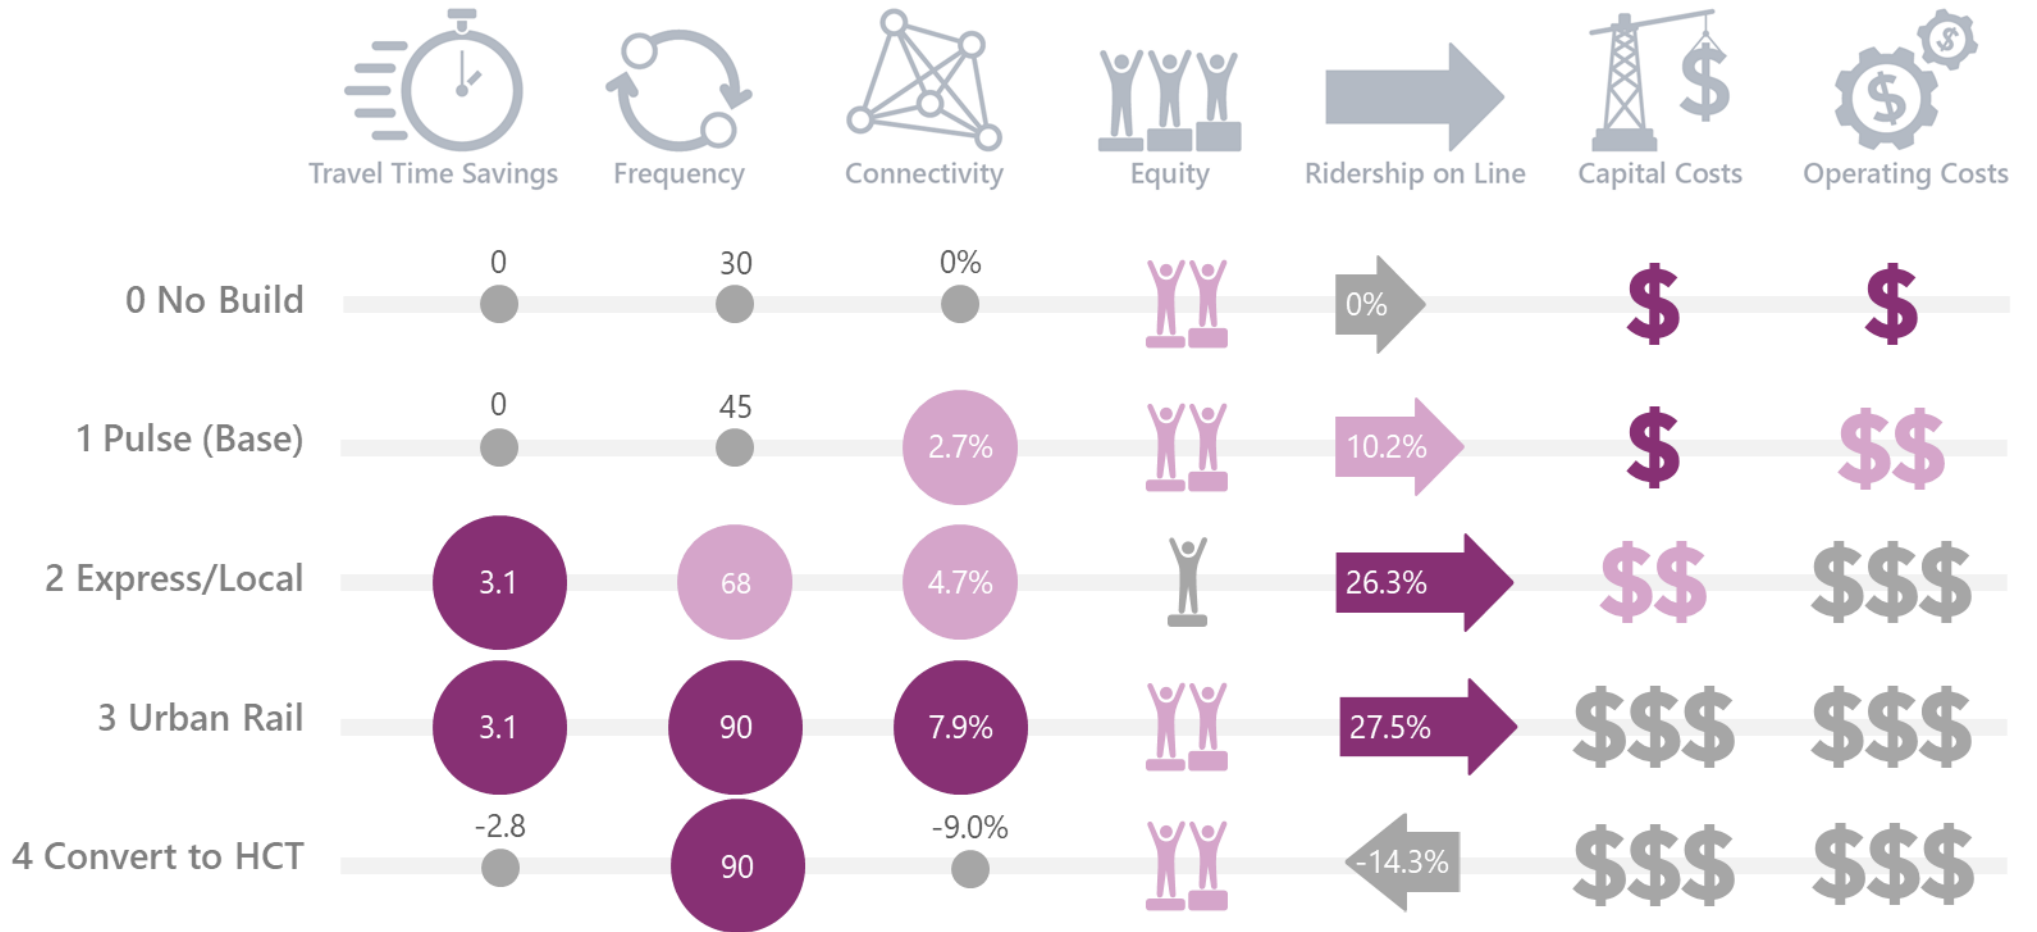 Travel Time Savings Frequency Connectivity Equity Ridership on Line Capital Costs Operating Costs
0 No Build 0 30 0% 0% $ $
1 Pulse (Base) 0 45 2.7% 10.2% $ $$
2 Express/Local 3.1 68 4.7% 26.3% $$ $$$
3 Urban Rail 3.1 90 7.9% 27.5% $$$ $$$
4 Convert to HCT -2.8 90 -9.0% -14.3% $$$ $$$